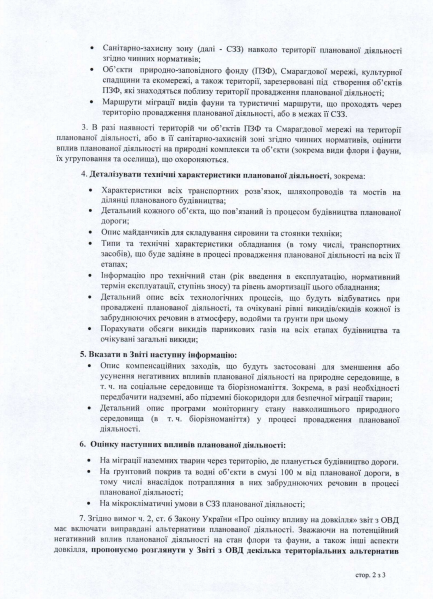 • Санітарно-захисну зону (далі - СЗЗ) навколо території планованої діяльності
згідно чинних нормативів;
• Об'єкти природно-заповідного фонду (ПЗФ), Смарагдової мережі, культурної
спадщини та екомережі, а також території, зарезервовані під створення об'єктів
ПЗФ, які знаходяться поблизу території провадження планованої діяльності;
• Маршрути міграції видів фауни та туристичні маршрути, що проходять через
територію провадження планованої діяльності, або в межах її СЗЗ.
3. В разі наявності територій чи об'єктів ПЗФ та Смарагдової мережі на території
планованої діяльності, або в її санітарно-захисній зоні згідно чинних нормативів, оцінити
вплив планованої діяльності на природні комплекси та об'єкти (зокрема види флори і фауни,
їх угруповання та оселища), що охороняються.
4. Деталізувати технічні характеристики планованої діяльності, зокрема:
• Характеристики всіх транспортних розв'язок, шляхопроводів та мостів на
ділянці планованого будівництва;
• Детальний кожного об'єкта, що пов'язаний із процесом будівництва планованої
дороги;
• Опис майданчиків для складування сировини та стоянки техніки;
• Типи та технічні характеристики обладнання (в тому числі, транспортних
засобів), що буде задіяне в процесі провадження планованої діяльності на всіх її
етапах;
• Інформацію про технічний стан (рік введення в експлуатацію, нормативний
термін експлуатації, ступінь зносу) та рівень амортизації цього обладнання;
• Детальний опис всіх технологічних процесів, що будуть відбуватись при
провадженні планованої діяльності, та очікувані рівні викидів/скидів кожної із
забруднюючих речовин в атмосферу, водойми та ґрунти при цьому
• Порахувати обсяги викидів парникових газів на всіх етапах будівництва та
очікувані загальні викиди;
5. Вказати в Звіті наступну інформацію:
• Опис компенсаційних заходів, що будуть застосовані для зменшення або
усунення негативних впливів планованої діяльності на природне середовище, в
т. ч. на соціальне середовище та біорізноманіття. Зокрема, в разі необхідності
передбачити надземні, або підземні біокоридори для безпечної міграції тварин;
• Детальний опис програми моніторингу стану навколишнього природного
середовища (в т. ч. біорізноманіття) у процесі провадження планованої
діяльності.
6. Оцінку наступних впливів планованої діяльності:
• На міграції наземних тварин через територію, де планується будівництво дороги.
• На ґрунтовий покрив та водні об'єкти в смузі 100 м від планованої дороги, в
тому числі внаслідок потрапляння в них забруднюючих речовин в процесі
планованої діяльності;
• На мікрокліматичні умови в СЗЗ планованої діяльності;
7. Згідно вимог ч. 2, ст. 6 Закону України «Про оцінку впливу на довкілля» звіт з ОВД
має включати виправдані альтернативи планованої діяльності. Зважаючи на потенційний
негативний вплив планованої діяльності на стан флори та фауни, а також інші аспекти
довкілля, пропонуємо розглянути у Звіті з ОВД декілька територіальних альтернатив
стор. 2 з 3